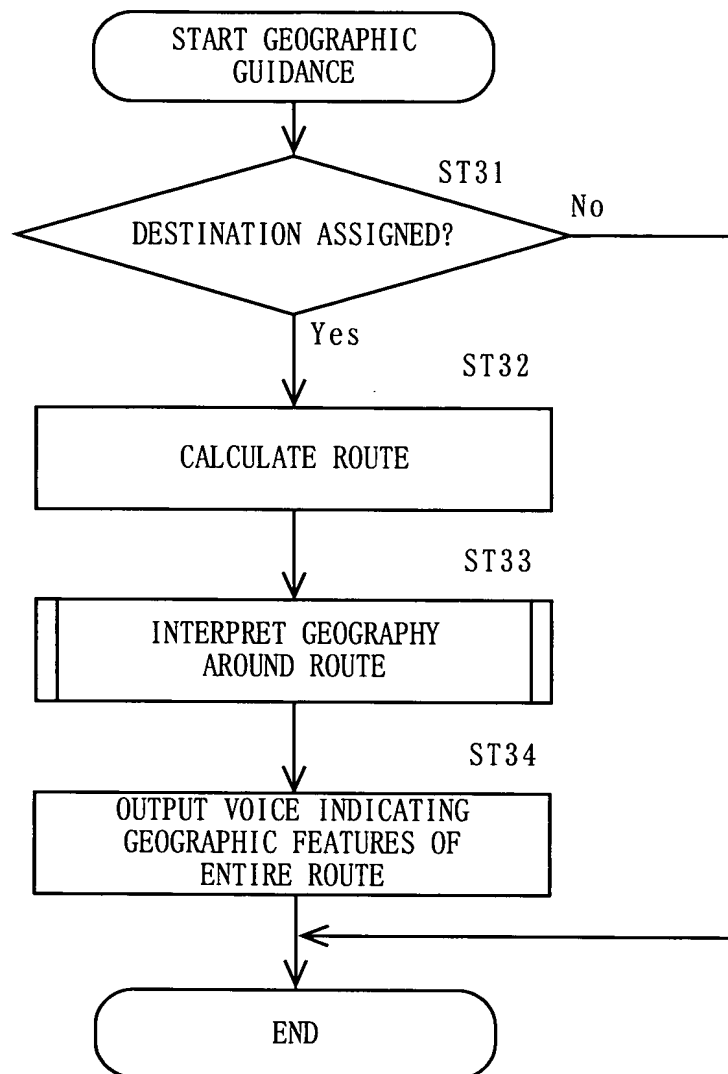 START GEOGRAPHIC
GUIDANCE
ST31
No
DESTINATION ASSIGNED?
Yes
ST32
CALCULATE ROUTE
ST33
INTERPRET GEOGRAPHY
AROUND ROUTE
ST34
OUTPUT VOICE INDICATING
GEOGRAPHIC FEATURES OF
ENTIRE ROUTE
END